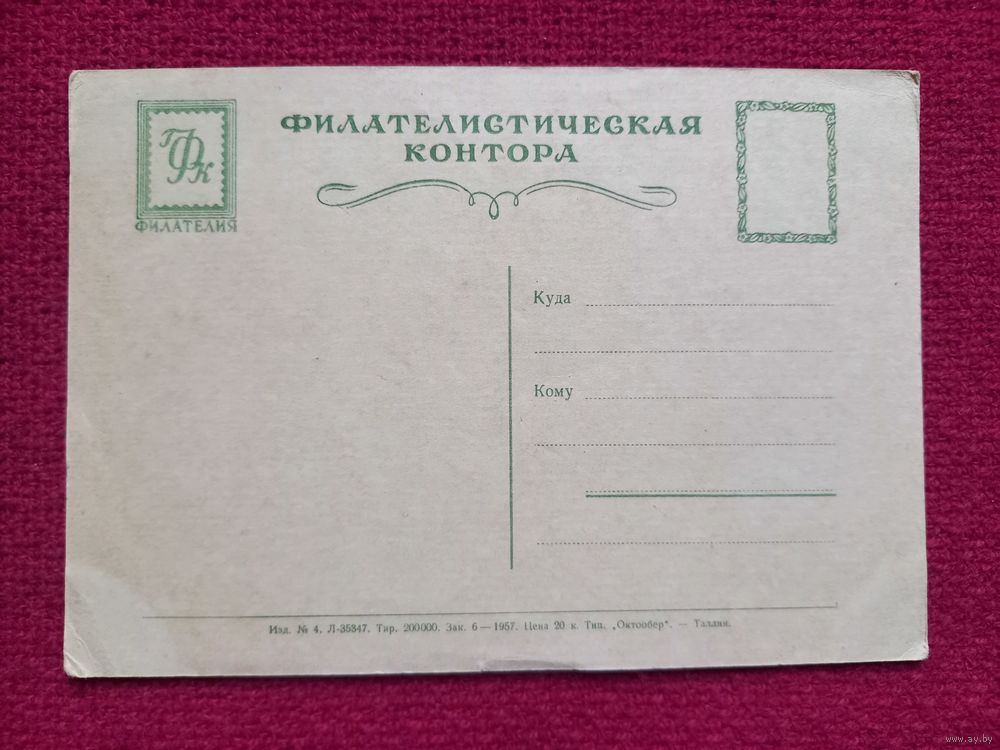 ГФК
ФИЛАТЕЛИЯ
ФИЛАТЕЛИСТИЧЕСКАЯ
КОНТОРА
Куда
Кому
Изд. № 4. Л-35347. Тир. 200000. Зак. 6 — 1957. Цена 20 к. Тип. „Октообер“. — Таллин.
www.ay.by